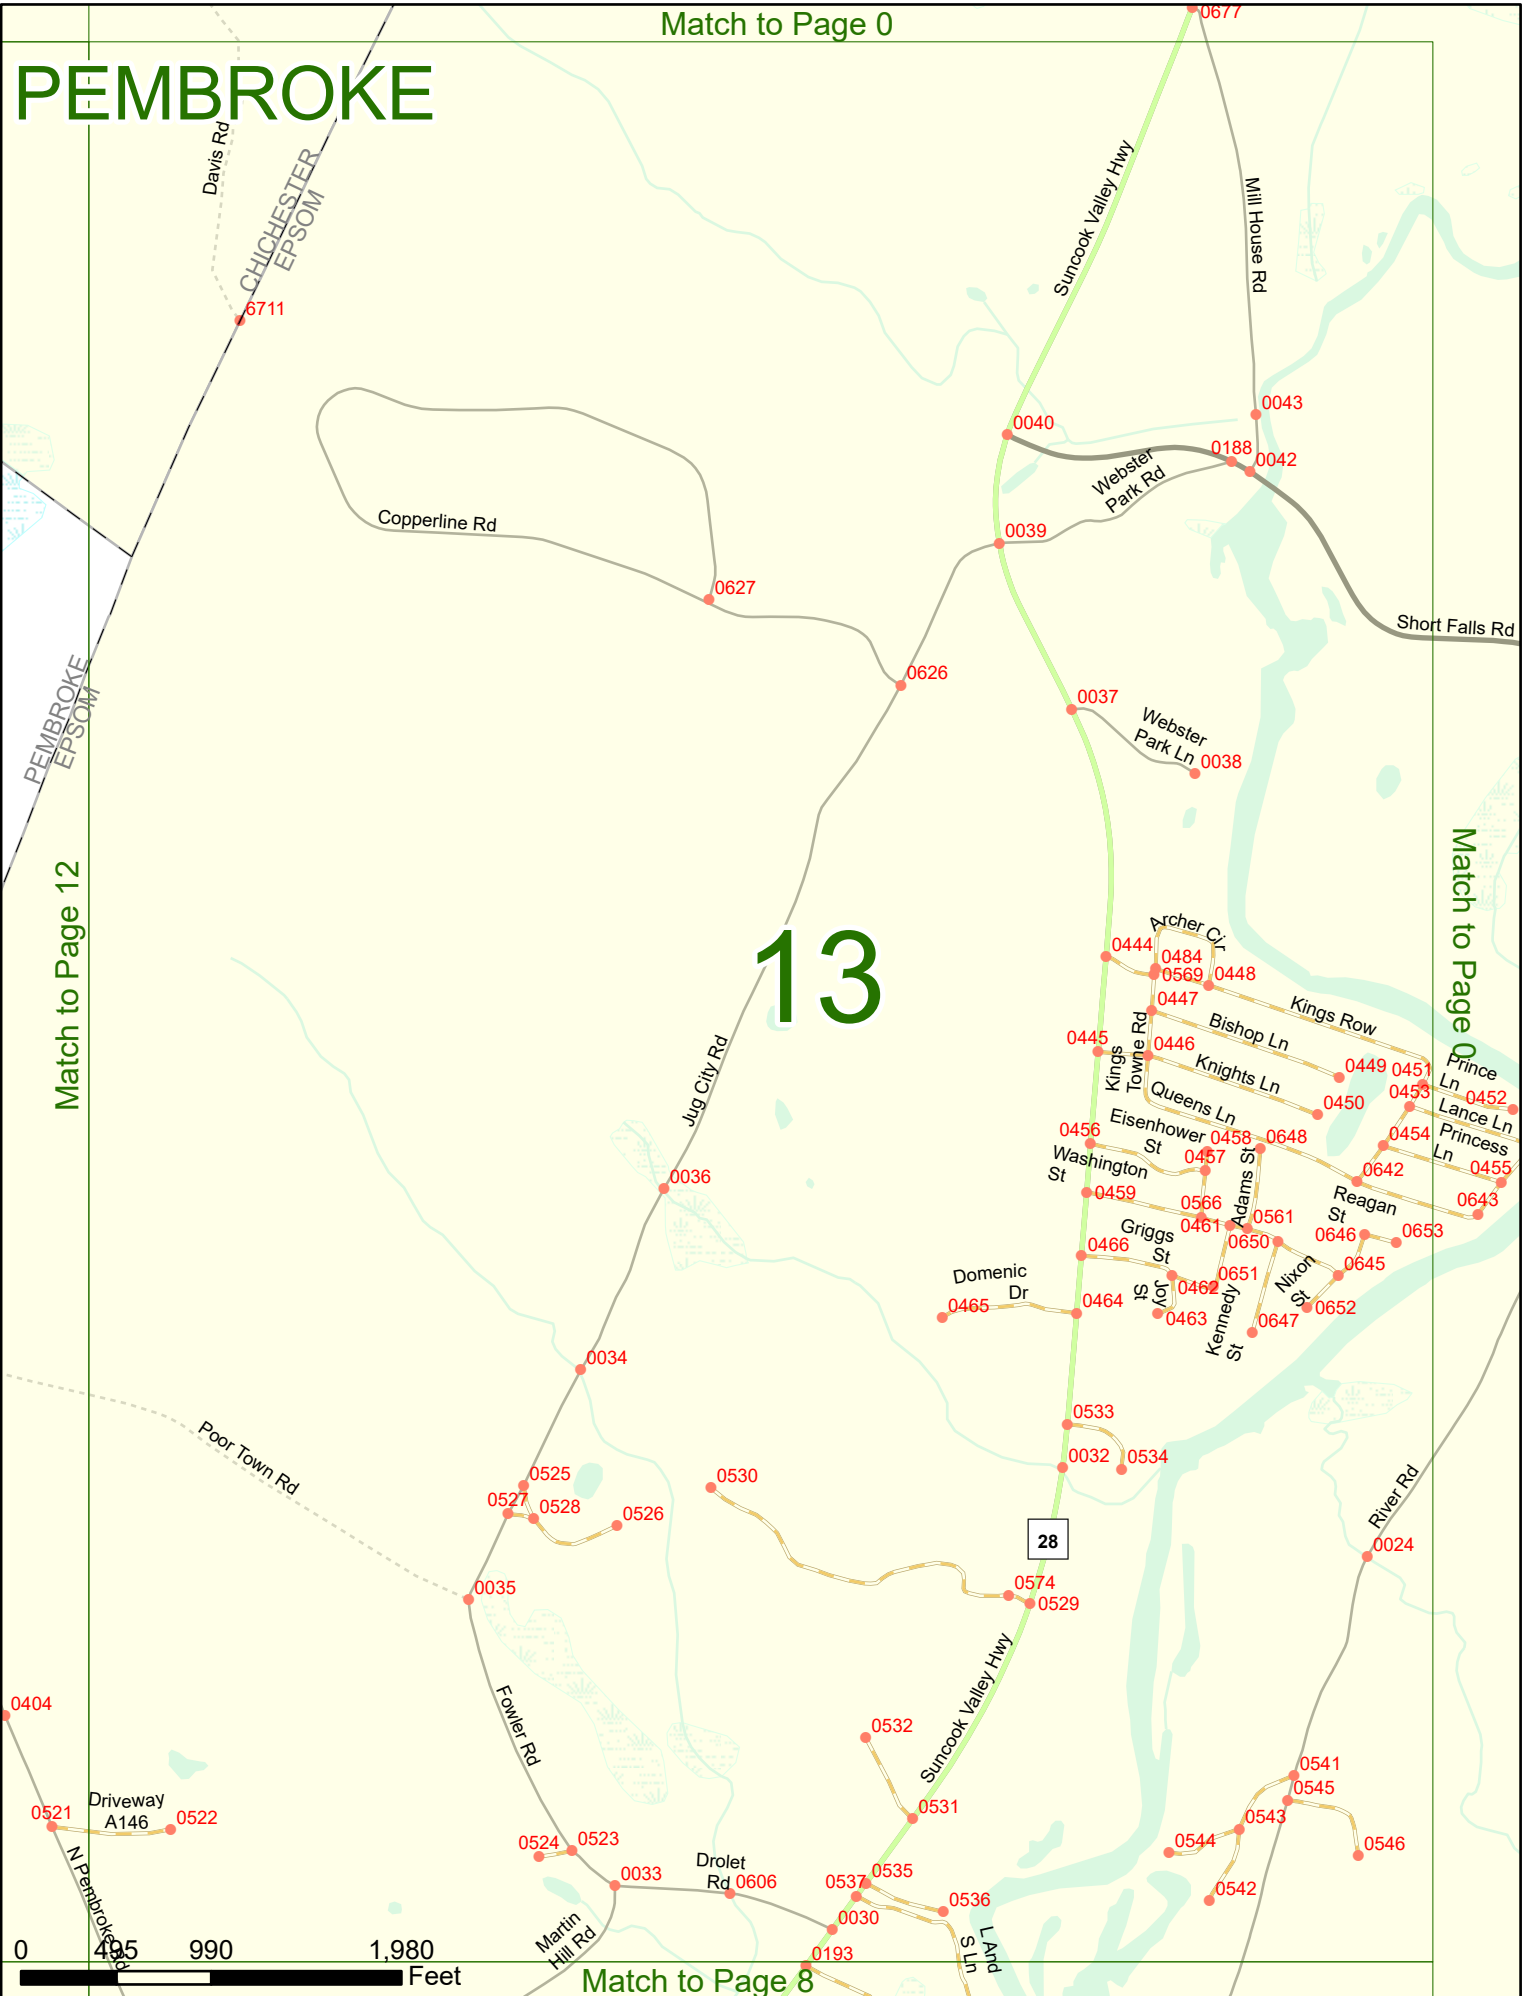 Match to Page 0
0677
PEMBROKE
Davis Rd
CHICHESTER
EPSOM
6711
Suncook Valley Hwy
Mill House Rd
0043
0040
0188
0042
Webster
Park Rd
0039
Copperline Rd
0627
Short Falls Rd
0626
0037
Webster
Park Ln
0038
PEMBROKE
EPSOM
Match to Page 12
Match to Page 0
13
Archer Cir
0444
0484
0569
0448
0447
Kings Row
Bishop Ln
0445
Kings
Towne Rd
0446
Knights Ln
0449
0451
Prince
Ln
0452
0453
Lance Ln
Queens Ln
0450
Jug City Rd
0456
Eisenhower
St
0458
0648
0454
Princess
Ln
0457
Washington
St
0642
0455
0036
0459
Adams St
Reagan
St
0566
0461
0561
0643
Griggs
St
0650
0646
0653
0466
Domenic
Dr
0462
0651
Nixon
St
0645
Joy
St
0465
0464
0463
Kennedy
St
0647
0652
0034
0533
Poor Town Rd
0032
0534
0525
0530
River Rd
0527
0528
0526
28
0024
0035
0574
0529
Suncook Valley Hwy
Fowler Rd
0404
0532
0541
Driveway
A146
0545
0521
0522
0531
0543
0524
0523
0544
0546
N Pembroke Rd
0033
Drolet
Rd
0606
0535
0537
0536
0542
Martin
Hill Rd
0030
L And
S Ln
0193
0 495 990 1,980
Feet
Match to Page 8